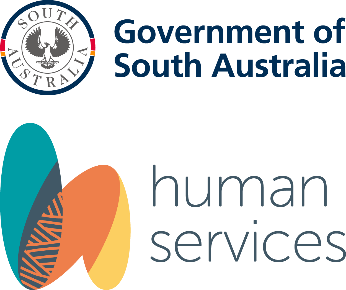 SOUTH
AUSTRALIA
Government of
South Australia
human
services